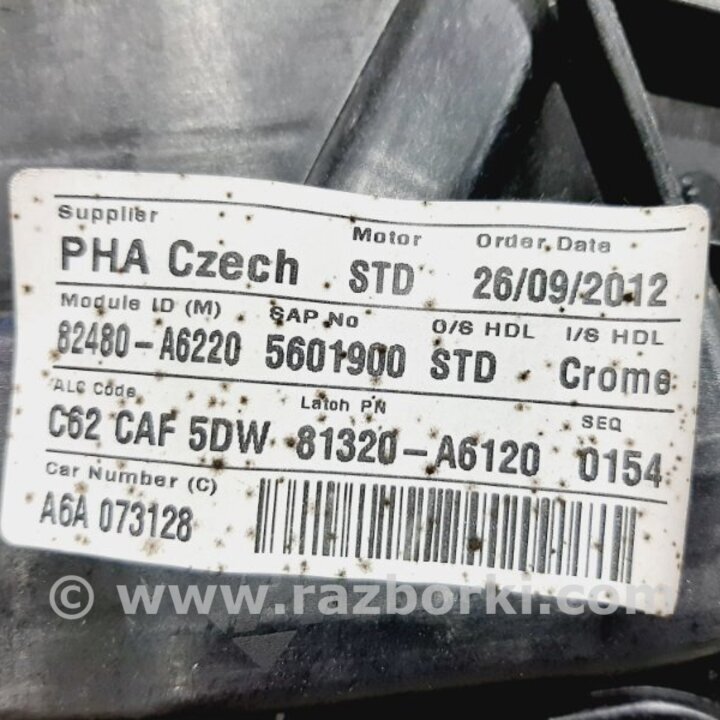 Supplier Motor Order Date
PHA Czech STD 26/09/2012
Module ID (M) SAP No O/S HDL I/S HDL
82480-A6220 5601900 STD Crome
ALC Code Latch PN SEQ
C62 CAF 5DW 81320-A6120 0154
Car Number (C)
A6A 073128
© www.razborki.com